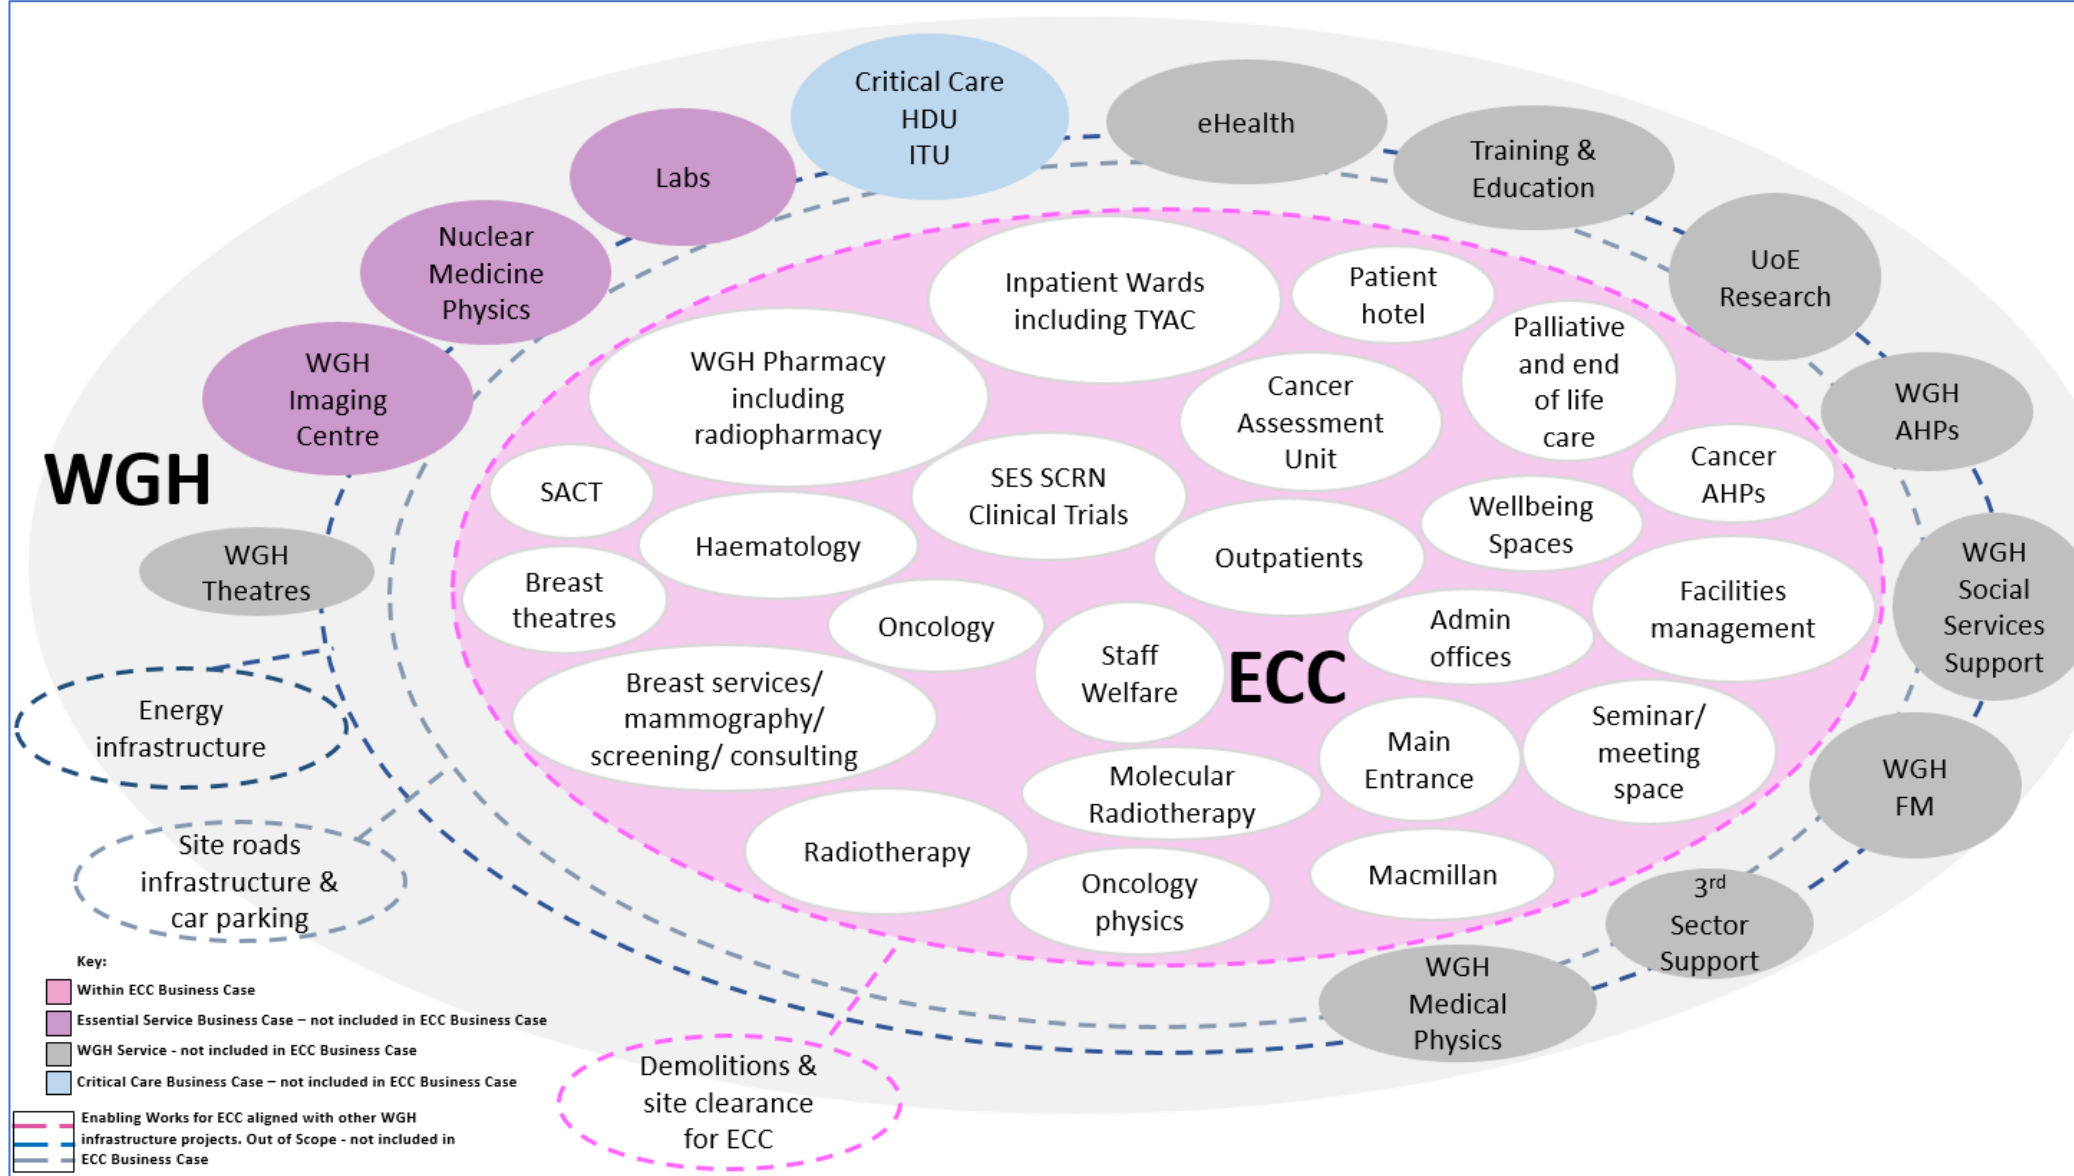 Critical Care
HDU
ITU
eHealth
Training &
Education
Labs
UoE
Research
Nuclear
Medicine
Physics
WGH
AHPs
WGH
Imaging
Centre
WGH
WGH
Social
Services
Support
WGH
Theatres
WGH
FM
3rd
Sector
Support
WGH
Medical
Physics
Inpatient Wards
including TYAC
Patient
hotel
Palliative
and end
of life
care
WGH Pharmacy
including
radiopharmacy
Cancer
Assessment
Unit
Cancer
AHPs
SACT
SES SCRN
Clinical Trials
Wellbeing
Spaces
Haematology
Outpatients
Breast
theatres
Facilities
management
Oncology
Admin
offices
Staff
Welfare
ECC
Breast services/
mammography/
screening/ consulting
Seminar/
meeting
space
Main
Entrance
Molecular
Radiotherapy
Radiotherapy
Macmillan
Oncology
physics
Energy
infrastructure
Site roads
infrastructure &
car parking
Demolitions &
site clearance
for ECC
Key:
Within ECC Business Case
Essential Service Business Case – not included in ECC Business Case
WGH Service - not included in ECC Business Case
Critical Care Business Case – not included in ECC Business Case
Enabling Works for ECC aligned with other WGH
infrastructure projects. Out of Scope - not included in
ECC Business Case